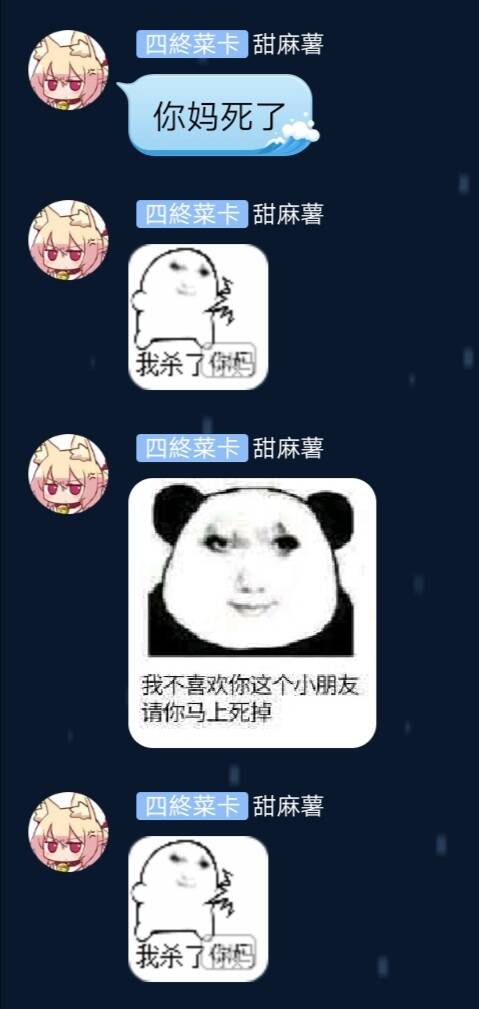 四終菜卡 甜麻薯
你妈死了
四終菜卡 甜麻薯
我杀了你妈
四終菜卡 甜麻薯
我不喜欢你这个小朋友
请你马上死掉
四終菜卡 甜麻薯
我杀了你妈